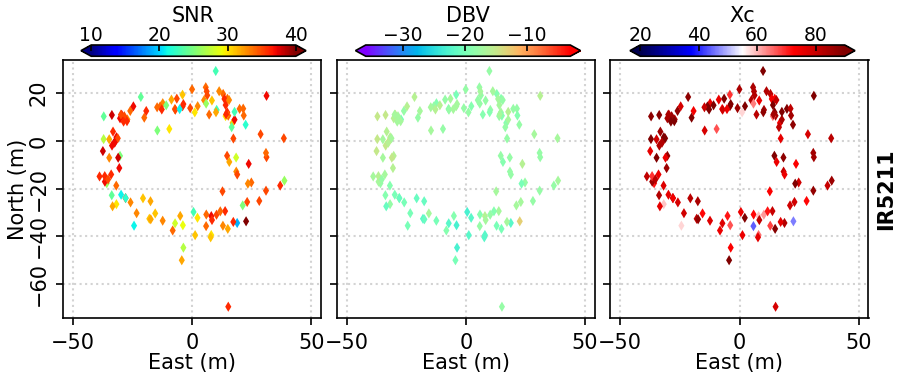 SNR DBV Xc
10 20 30 40 −30 −20 −10 20 40 60 80
North (m)
20
0
−20
−40
−60
IR5211
−50 0 50 −50 0 50 −50 0 50
East (m) East (m) East (m)